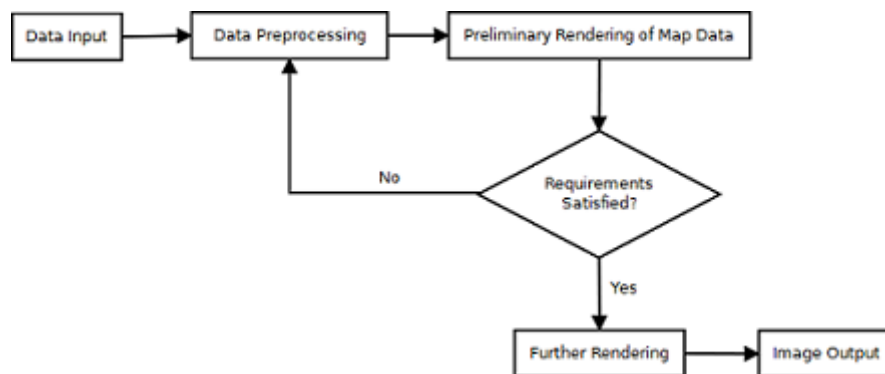 Data Input
Data Preprocessing
Preliminary Rendering of Map Data
No
Requirements
Satisfied?
Yes
Further Rendering
Image Output